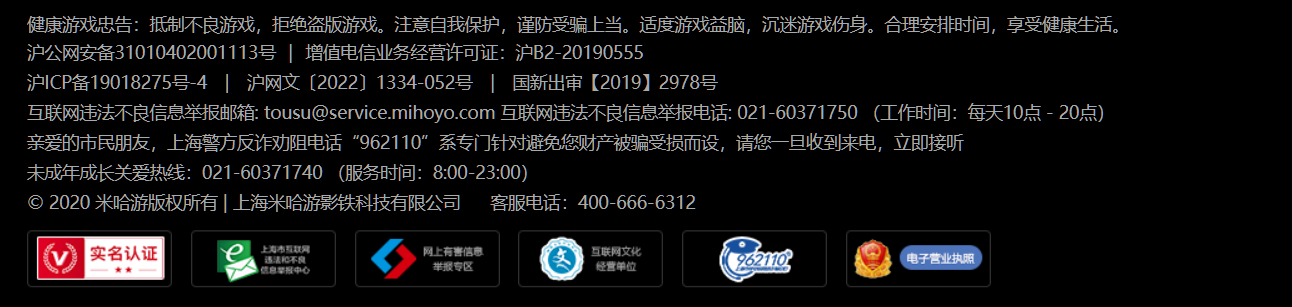 健康游戏忠告：抵制不良游戏，拒绝盗版游戏。注意自我保护，谨防受骗上当。适度游戏益脑，沉迷游戏伤身。合理安排时间，享受健康生活。
沪公网安备31010402001113号 | 增值电信业务经营许可证：沪B2-20190555
沪ICP备19018275号-4 | 沪网文〔2022〕1334-052号 | 国新出审【2019】2978号
互联网违法不良信息举报邮箱: tousu@service.mihoyo.com 互联网违法不良信息举报电话: 021-60371750 （工作时间：每天10点 - 20点）
亲爱的市民朋友，上海警方反诈劝阻电话“962110”系专门针对避免您财产被骗受损而设，请您一旦收到来电，立即接听
未成年成长关爱热线：021-60371740 （服务时间：8:00-23:00）
© 2020 米哈游版权所有 | 上海米哈游影铁科技有限公司 客服电话：400-666-6312
实名认证
上海市互联网
违法和不良
信息举报中心
网上有害信息
举报专区
文
互联网文化
经营单位
962110
电子营业执照